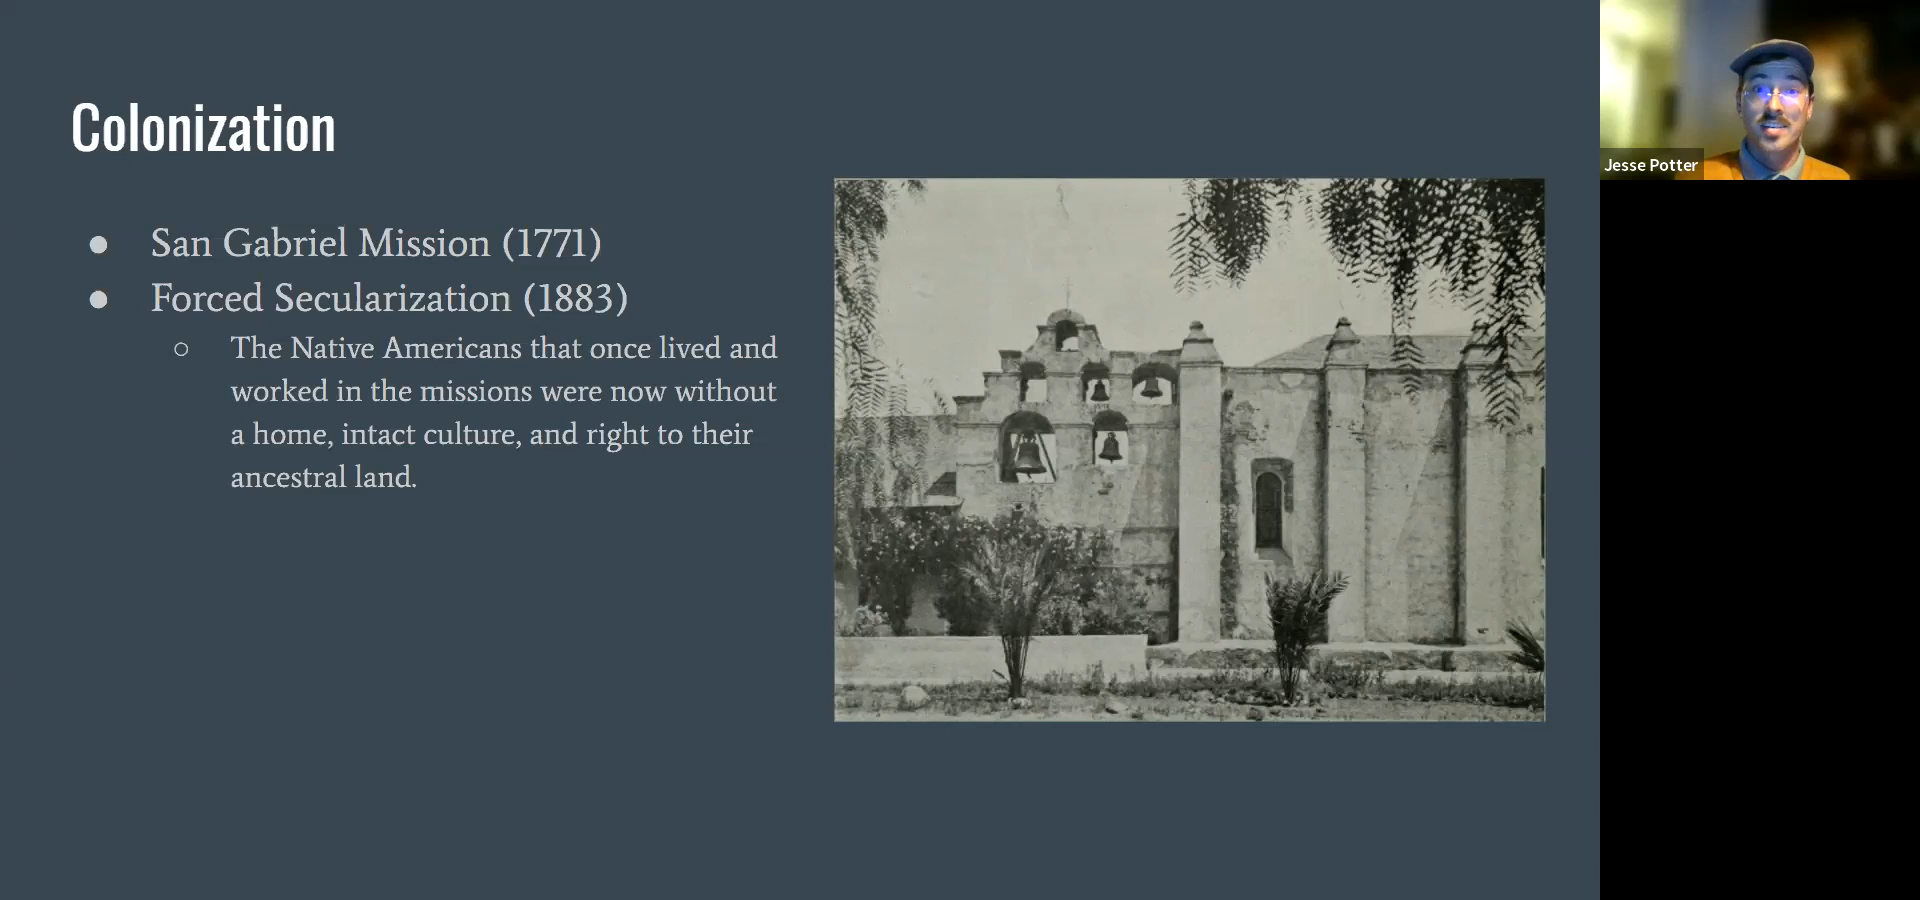 Colonization
● San Gabriel Mission (1771)
● Forced Secularization (1883)
○ The Native Americans that once lived and
worked in the missions were now without
a home, intact culture, and right to their
ancestral land.
Jesse Potter